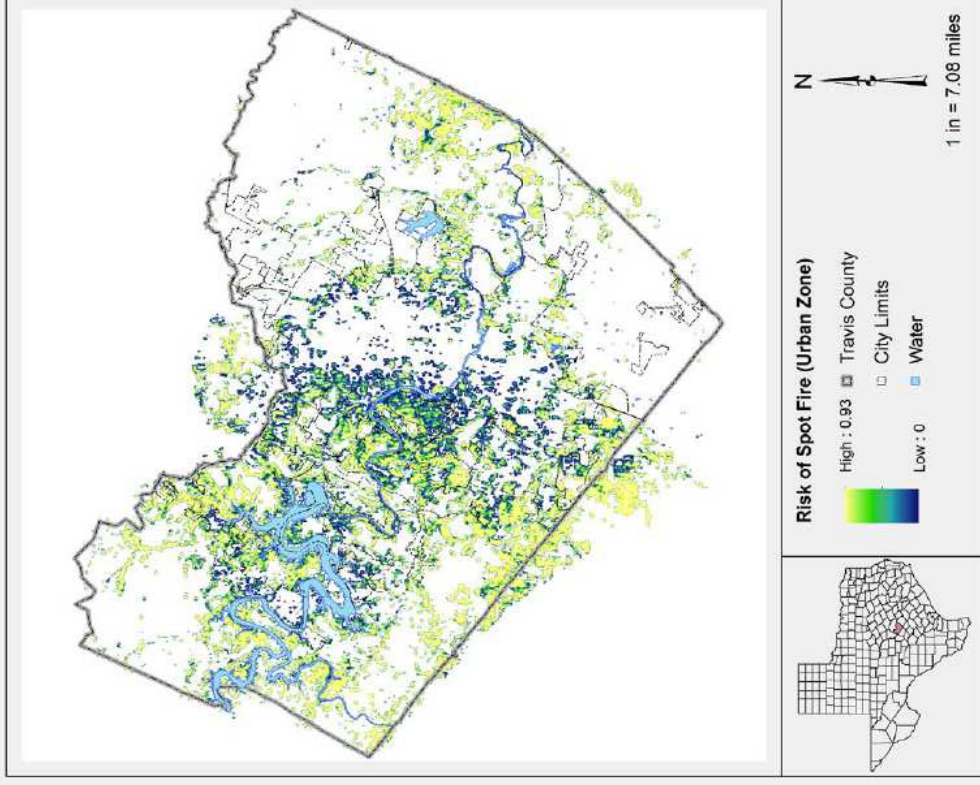 Risk of Spot Fire (Urban Zone)
High : 0.93
Low : 0
Travis County
City Limits
Water
N
1 in = 7.08 miles